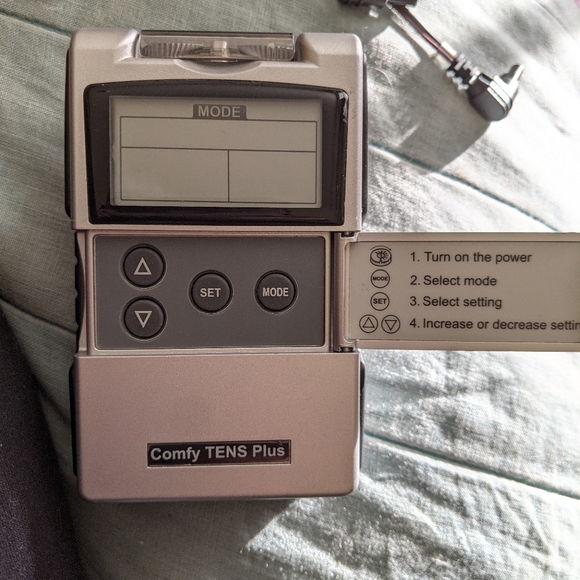 MODE
SET
MODE
1. Turn on the power
MODE 2. Select mode
SET 3. Select setting
4. Increase or decrease
Comfy TENS Plus